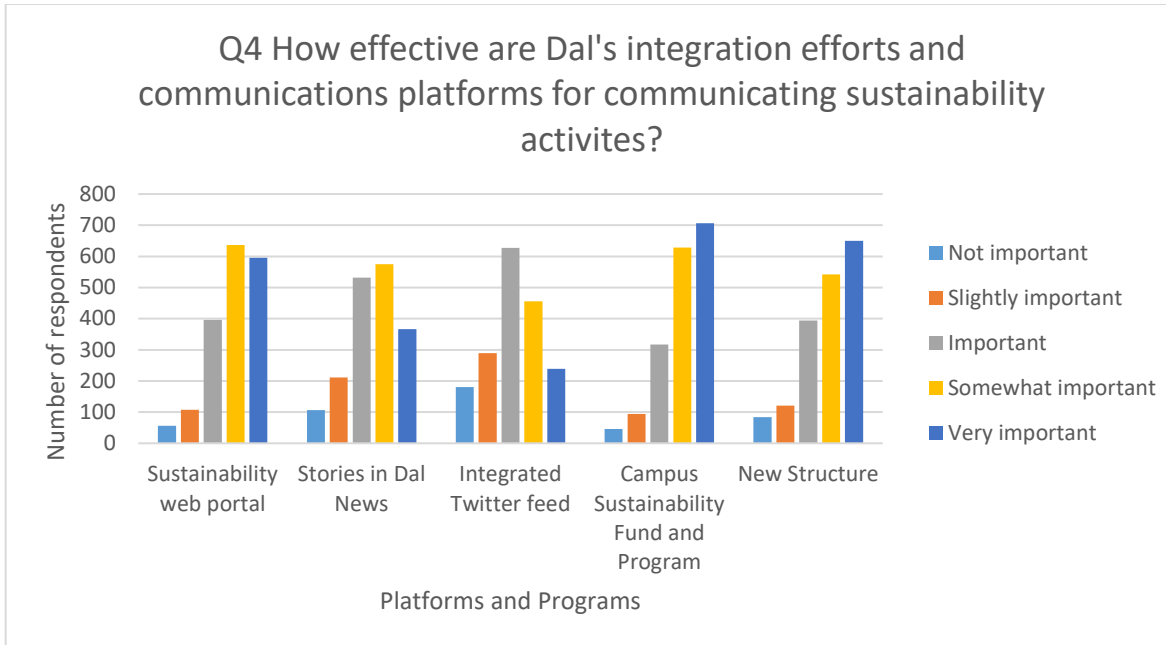 Q4 How effective are Dal's integration efforts and
communications platforms for communicating sustainability
activites?
Number of respondents
800
700
600
500
400
300
200
100
0
Sustainability
web portal
Stories in Dal
News
Integrated
Twitter feed
Campus
Sustainability
Fund and
Program
New Structure
Platforms and Programs
Not important
Slightly important
Important
Somewhat important
Very important